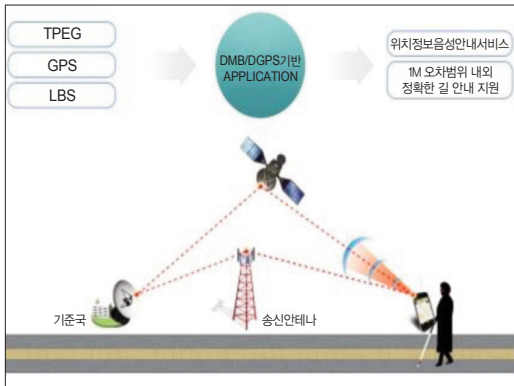 TPEG
GPS
LBS
DMB/DGPS기반
APPLICATION
위치정보음성안내서비스
1M 오차범위 내외
정확한 길 안내 지원
기준국
송신안테나